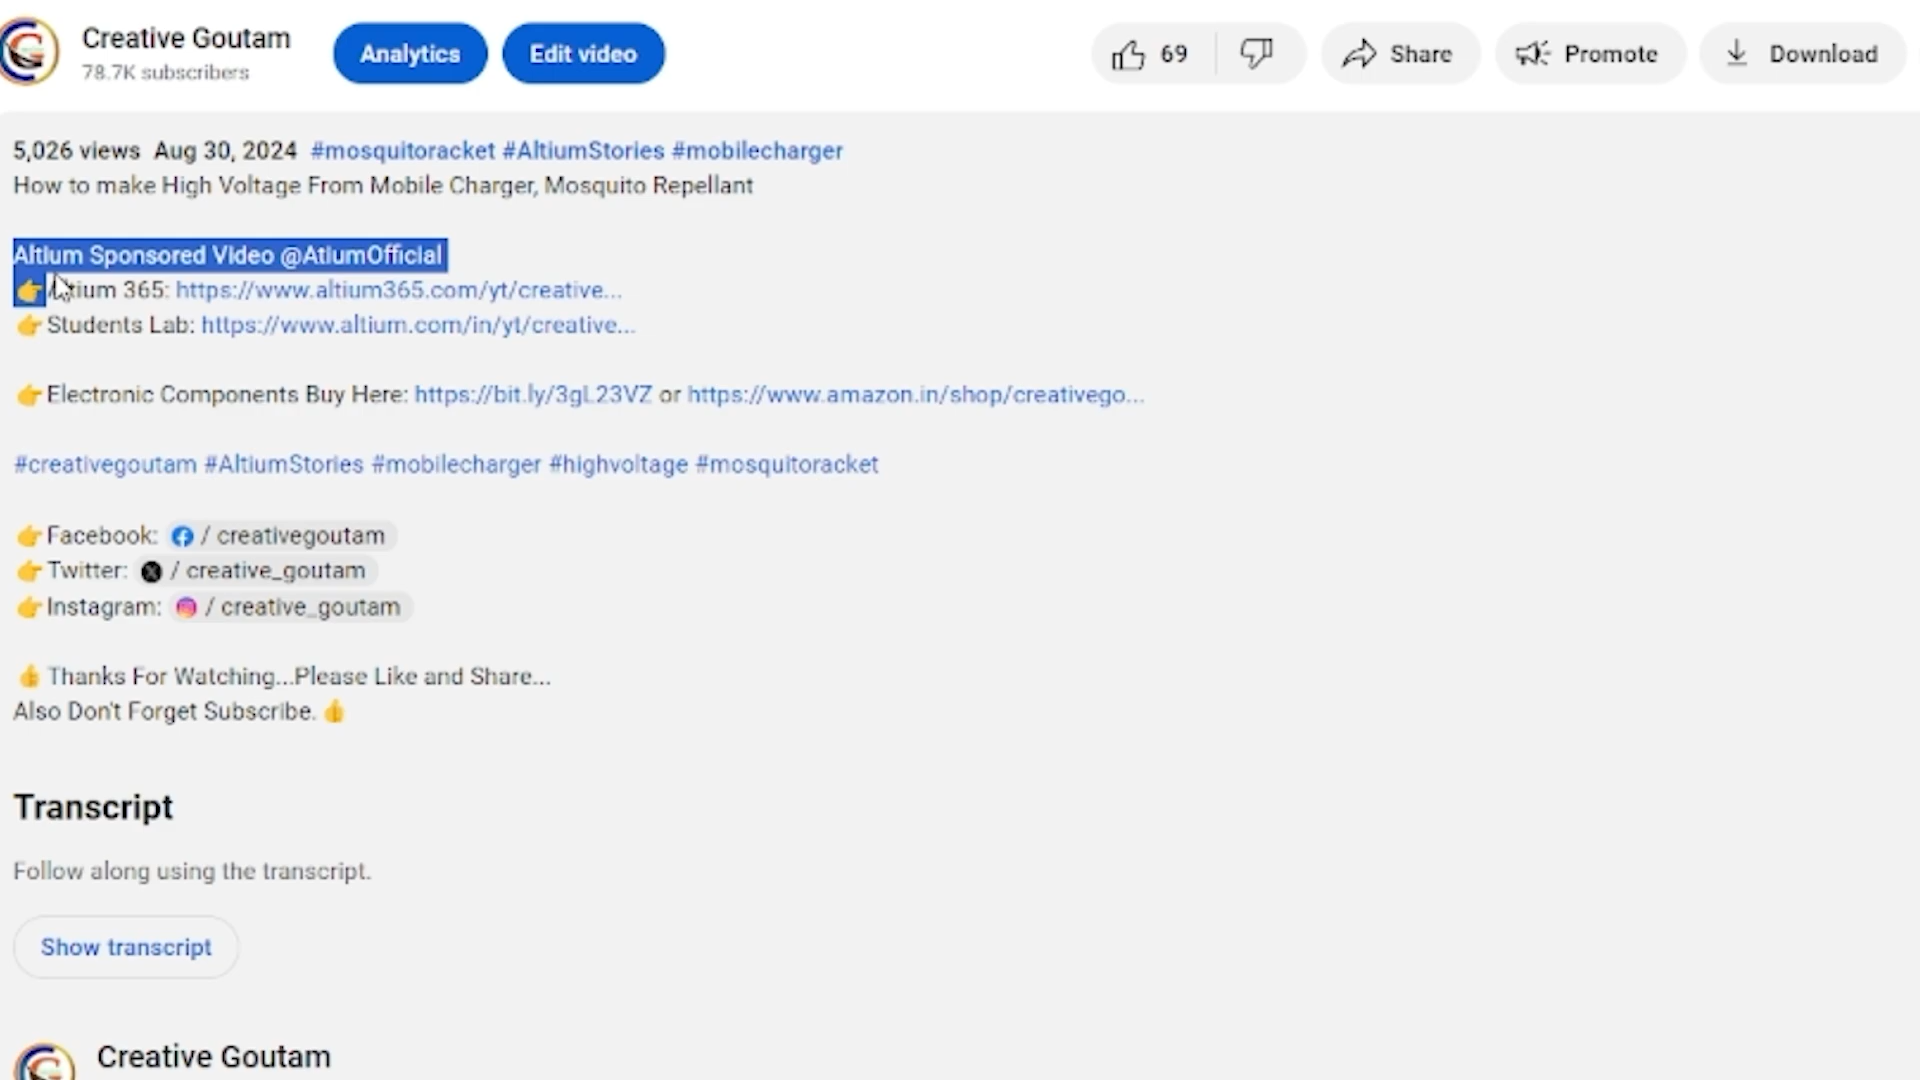 Creative Goutam
78.7K subscribers
Analytics
Edit video
69
Share
Promote
Download
5,026 views Aug 30, 2024 #mosquitoracket #AltiumStories #mobilecharger
How to make High Voltage From Mobile Charger, Mosquito Repellant
Altium Sponsored Video @AtiumOfficial
👉Altium 365: https://www.altium365.com/yt/creative...
👉Students Lab: https://www.altium.com/in/yt/creative...
👉Electronic Components Buy Here: https://bit.ly/3gL23VZ or https://www.amazon.in/shop/creativego...
#creativegoutam #AltiumStories #mobilecharger #highvoltage #mosquitoracket
👉Facebook: / creativegoutam
👉Twitter: / creative_goutam
👉Instagram: / creative_goutam
👍Thanks For Watching...Please Like and Share...
Also Don't Forget Subscribe. 👍
Transcript
Follow along using the transcript.
Show transcript
Creative Goutam